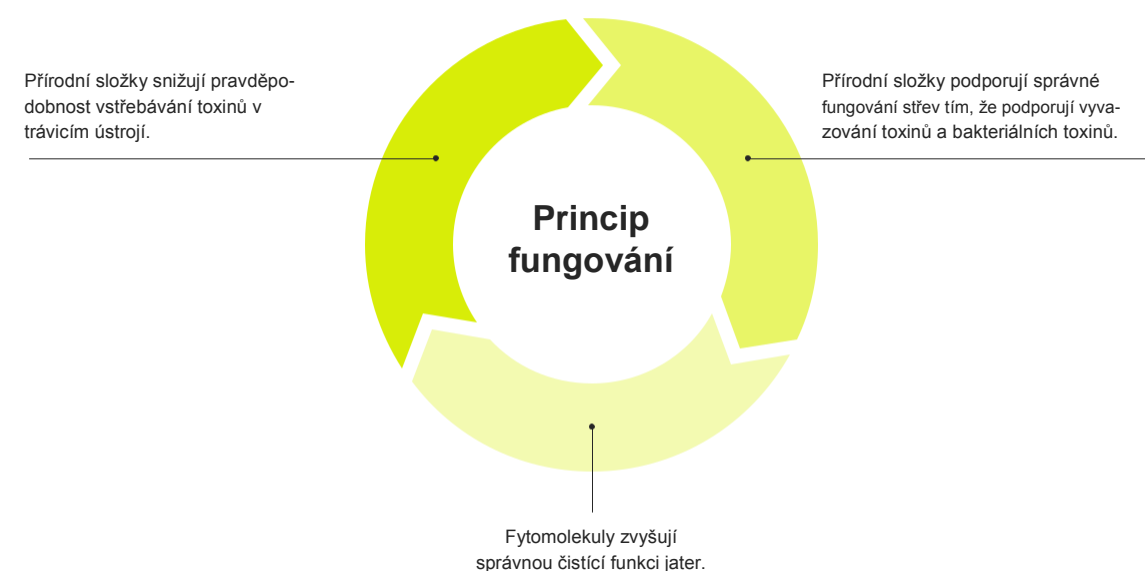 Přírodní složky snižují pravděpo-
dobnost vstřebávání toxinů v
trávicím ústrojí.
Přírodní složky podporují správné
fungování střev tím, že podporují vyva-
zování toxinů a bakteriálních toxinů.
Princip
fungování
Fytomolekuly zvyšují
správnou čistící funkci jater.